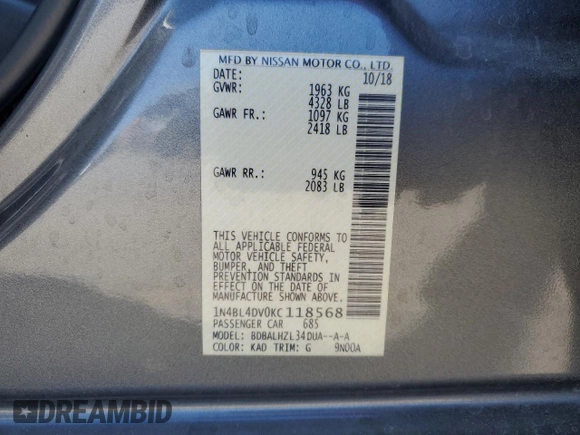 MFD BY NISSAN MOTOR CO., LTD.
DATE: 10/18
GVWR: 1963 KG
4328 LB
GAWR FR.: 1097 KG
2418 LB
GAWR RR.: 945 KG
2083 LB
THIS VEHICLE CONFORMS TO
ALL APPLICABLE FEDERAL
MOTOR VEHICLE SAFETY,
BUMPER, AND THEFT
PREVENTION STANDARDS IN
EFFECT ON THE DATE OF
MANUFACTURE SHOWN ABOVE.
1N4BL4DV0KC118568
PASSENGER CAR 685
MODEL: BDBALHZL34DUA--A-A
COLOR: KAD TRIM: G 9N00A
DREAMBID